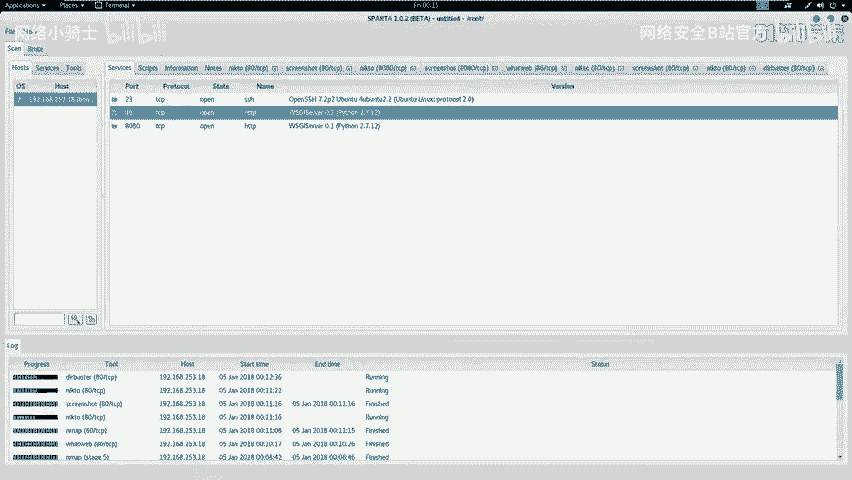 Applications Places Terminal Fri 00:13
SPARTA 1.0.2 (BETA) - untitled - /root/
File Help
网络小骑士 bilibili 网络安全B站官方
Scan Brute
Hosts Services Tools
Services Scripts Information Notes nikto (80/tcp) screenshot (80/tcp) nikto (8080/tcp) screenshot (8080/tcp) whatweb (80/tcp) nikto (80/tcp) screenshot (80/tcp) nikto (80/tcp) dirbuster (80/tcp)
OS Host
Port Protocol State Name Version
tcp open ssh OpenSSH 7.2p2 Ubuntu 4ubuntu2.2 (Ubuntu Linux; protocol 2.0)
80 tcp open http WSGIServer 0.1 (Python 2.7.12)
8080 tcp open http WSGIServer 0.1 (Python 2.7.12)
Log
Progress Tool Host Start time End time Status
dirbuster (80/tcp) 192.168.253.18 05 Jan 2018 00:12:36 Running
nikto (80/tcp) 192.168.253.18 05 Jan 2018 00:11:22 Running
screenshot (80/tcp) 192.168.253.18 05 Jan 2018 00:11:16 05 Jan 2018 00:11:16 Finished
nikto (80/tcp) 192.168.253.18 05 Jan 2018 00:11:16 Running
nmap (80/tcp) 192.168.253.18 05 Jan 2018 00:11:08 05 Jan 2018 00:11:15 Finished
whatweb (80/tcp) 192.168.253.18 05 Jan 2018 00:10:17 05 Jan 2018 00:10:26 Finished
nmap (stage 5) 192.168.253.18 05 Jan 2018 00:08:42 05 Jan 2018 00:08:46 Finished